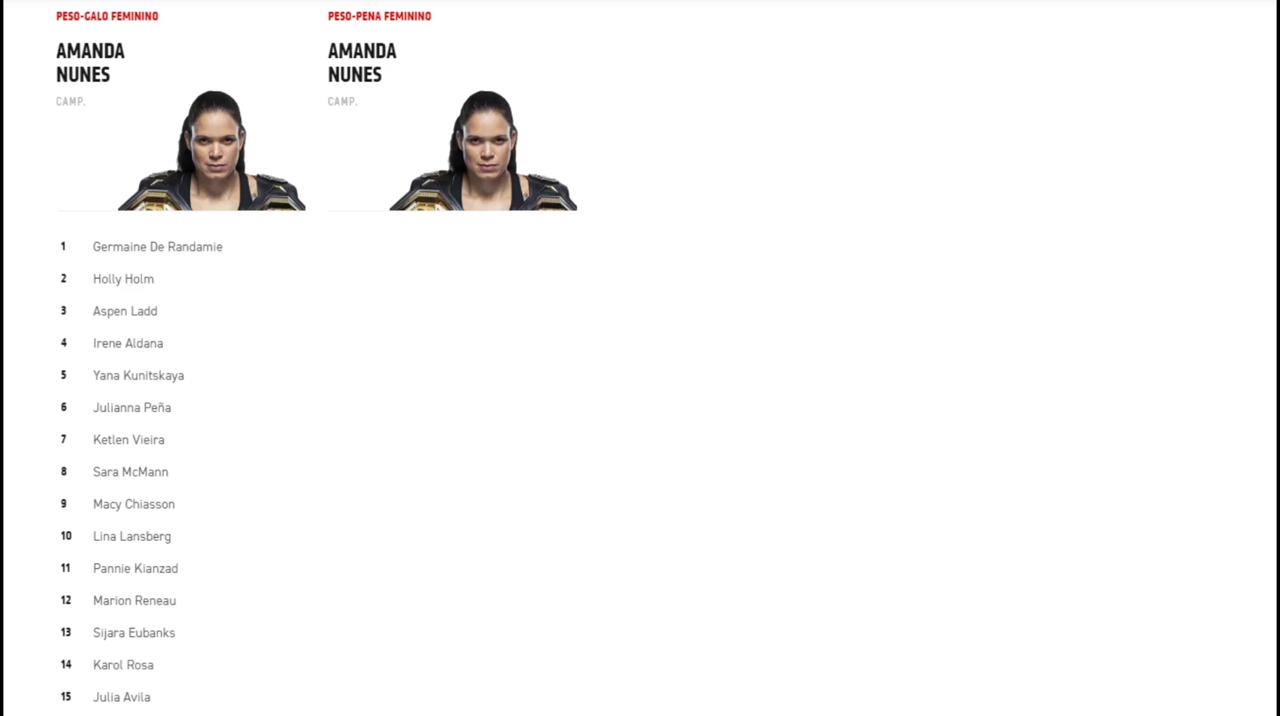 PESO-GALO FEMININO
AMANDA
NUNES
CAMP.
PESO-PENA FEMININO
AMANDA
NUNES
CAMP.
1 Germaine De Randamie
2 Holly Holm
3 Aspen Ladd
4 Irene Aldana
5 Yana Kunitskaya
6 Julianna Peña
7 Ketlen Vieira
8 Sara McMann
9 Macy Chiasson
10 Lina Lansberg
11 Pannie Kianzad
12 Marion Reneau
13 Sijara Eubanks
14 Karol Rosa
15 Julia Avila